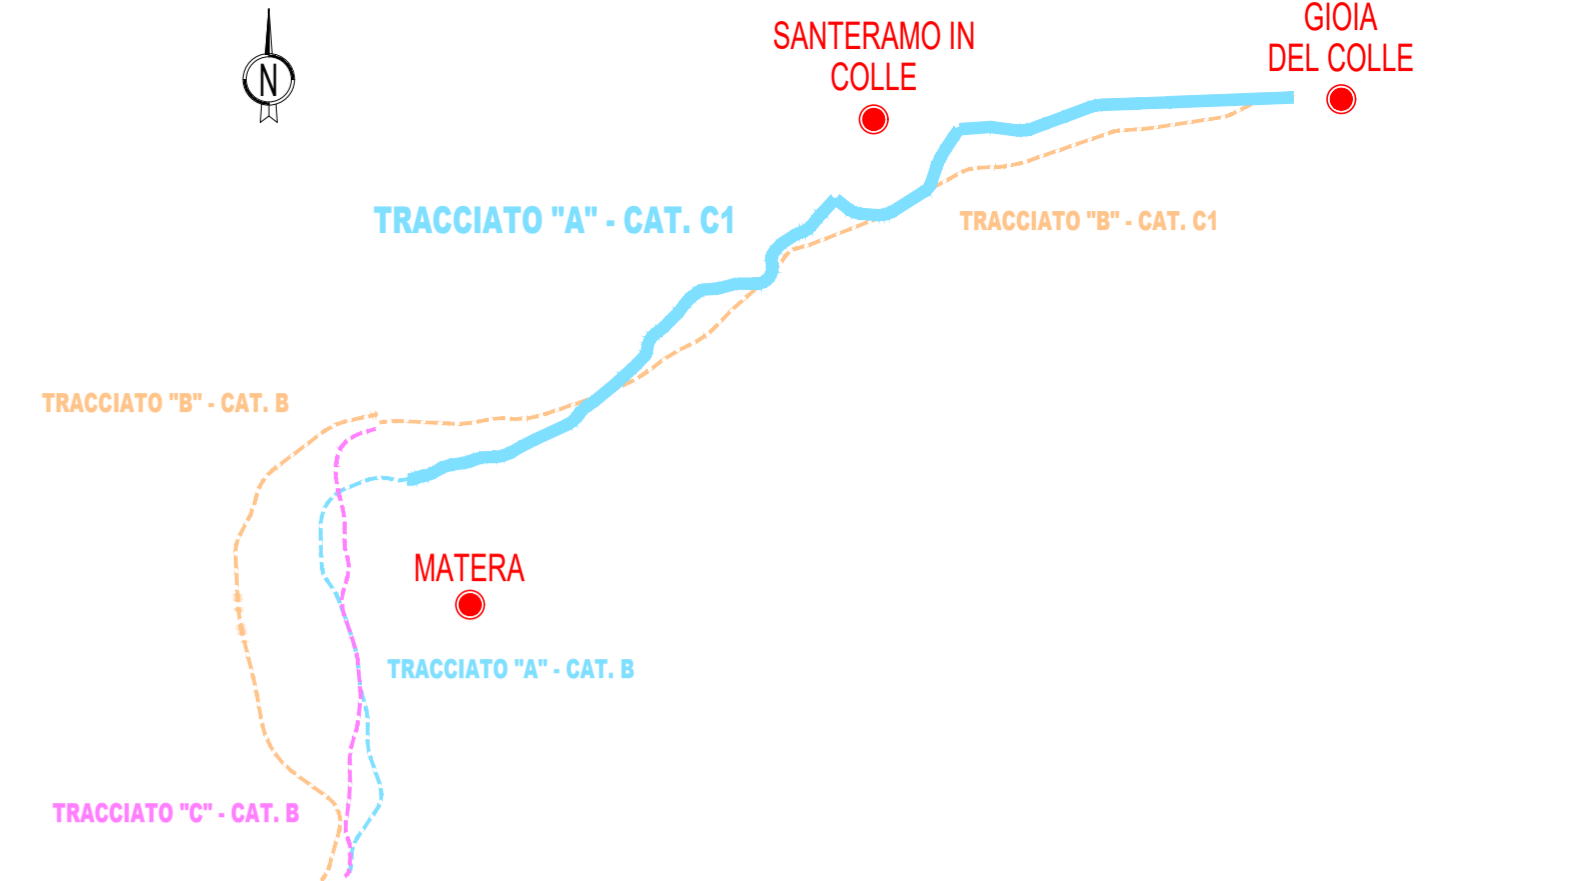 GIOIA
DEL COLLE
SANTERAMO IN
COLLE
N
TRACCIATO "A" - CAT. C1
TRACCIATO "B" - CAT. C1
TRACCIATO "B" - CAT. B
MATERA
TRACCIATO "A" - CAT. B
TRACCIATO "C" - CAT. B